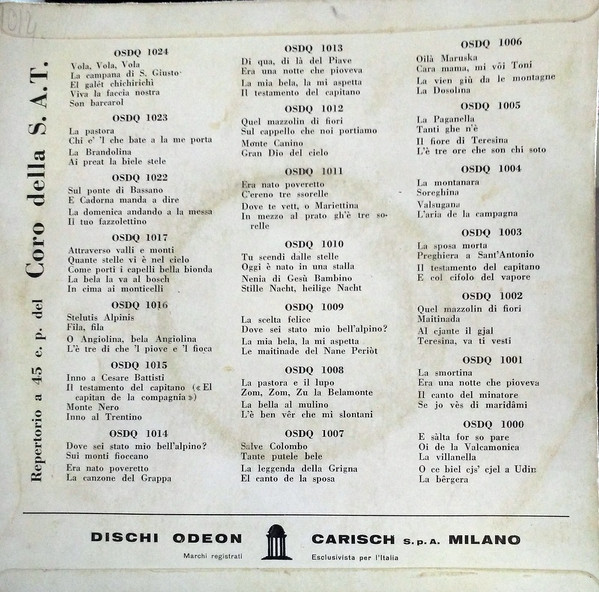 Repertorio a 45 e. p. del Coro della S. A. T.
OSDQ 1024
Vola, Vola, Vola
La campana di S. Giusto
El galét chichirichì
Viva la faccia nostra
Son barcarol
OSDQ 1023
La pastora
Chi e' 'l che bate a la me porta
La Brandolina
Ai preat la biele stele
OSDQ 1022
Sul ponte di Bassano
E Cadorna manda a dire
La domenica andando a la messa
Il tuo fazzolettino
OSDQ 1017
Attraverso valli e monti
Quante stelle vi è nel cielo
Come porti i capelli bella bionda
La bela la va al bosch
In cima ai monticelli
OSDQ 1016
Stelutis Alpinis
Fila, fila
O Angiolina, bela Angiolina
L'è tre dì che 'l piove e 'l fioca
OSDQ 1015
Inno a Cesare Battisti
Il testamento del capitano («El
capitan de la compagnia»)
Monte Nero
Inno al Trentino
OSDQ 1014
Dove sei stato mio bell'alpino?
Sui monti fioccano
Era nato poveretto
La canzone del Grappa
OSDQ 1013
Di qua, di là del Piave
Era una notte che pioveva
La mia bela, la mi aspetta
Il testamento del capitano
OSDQ 1012
Quel mazzolin di fiori
Sul cappello che noi portiamo
Monte Canino
Gran Dio del cielo
OSDQ 1011
Era nato poveretto
C'ereno tre ssorelle
Dove te vett, o Mariettina
In mezzo al prato gh'è tre so-
relle
OSDQ 1010
Tu scendi dalle stelle
Oggi è nato in una stalla
Nenia di Gesù Bambino
Stille Nacht, heilige Nacht
OSDQ 1009
La scelta felice
Dove sei stato mio bell'alpino?
La mia bela, la mi aspetta
Le maitinade del Nane Periòt
OSDQ 1008
La pastora e il lupo
Zom, Zom, Zu la Belamonte
La bella al mulino
L'è ben vêr che mi slontani
OSDQ 1007
Salve Colombo
Tante putele bele
La leggenda della Grigna
El canto de la sposa
OSDQ 1006
Oilà Maruska
Cara mama, mi vôi Toni
La vien giù da le montagne
La Dosolina
OSDQ 1005
La Paganella
Tanti ghe n'è
Il fiore di Teresina
L'è tre ore che son chi soto
OSDQ 1004
La montanara
Soreghina
Valsugana
L'aria de la campagna
OSDQ 1003
La sposa morta
Preghiera a Sant'Antonio
Il testamento del capitano
E col cifolo del vapore
OSDQ 1002
Quel mazzolin di fiori
Maitinada
Al cjante il gjal
Teresina, va ti vesti
OSDQ 1001
La smortina
Era una notte che pioveva
Il canto del minatore
Se jo vês di maridâmi
OSDQ 1000
E sàlta for so pare
Oi de la Valcamonica
La villanella
O ce biel cjs' cjel a Udin
La bêrgera
DISCHI ODEON CARISCH S.p.A. MILANO
Marchi registrati Esclusivista per l'Italia